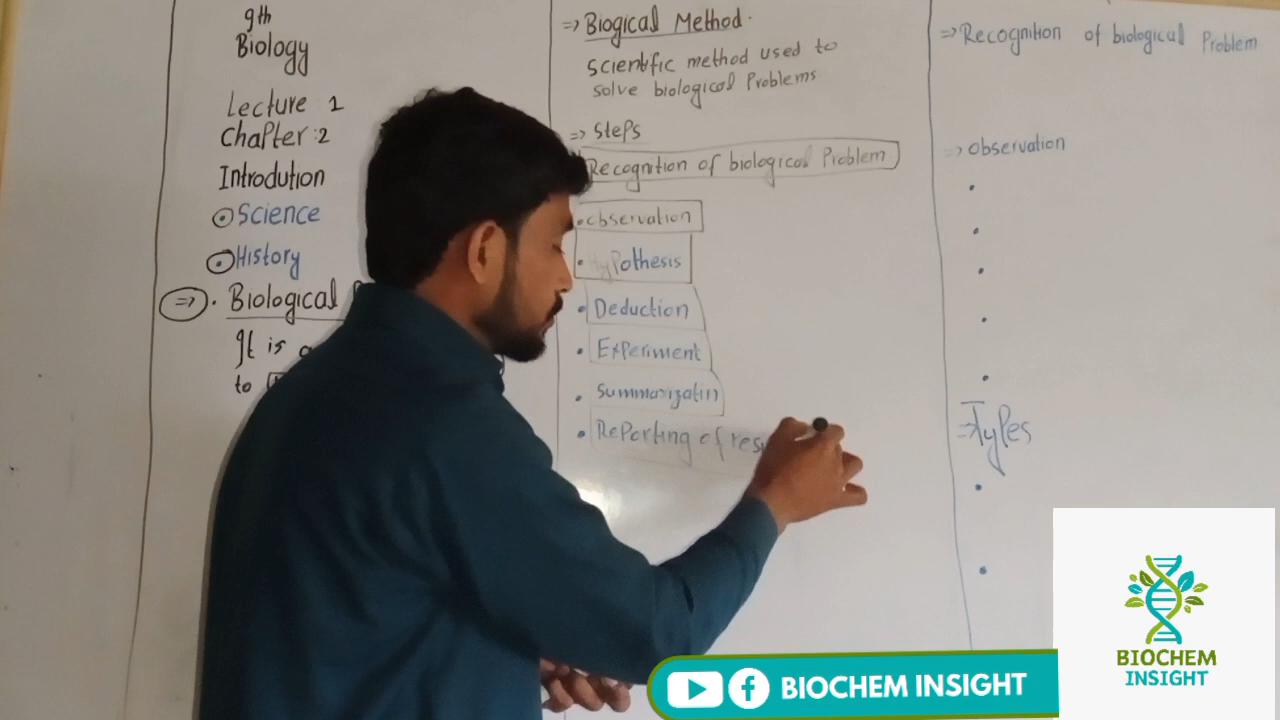 9th
Biology
Lecture 1
Chapter:2
Introdution
Science
History
=> . Biological
It is
to
=> Biogical Method.
Scientific method used to
solve biological Problems
=> Steps
Recognition of biological Problem
• Observation
• Hypothesis
• Deduction
• Experiment
• Summarizatin
• Reporting of res
=> Recognition of biological Problem
=> Observation
=> Types
BIOCHEM
INSIGHT
BIOCHEM INSIGHT